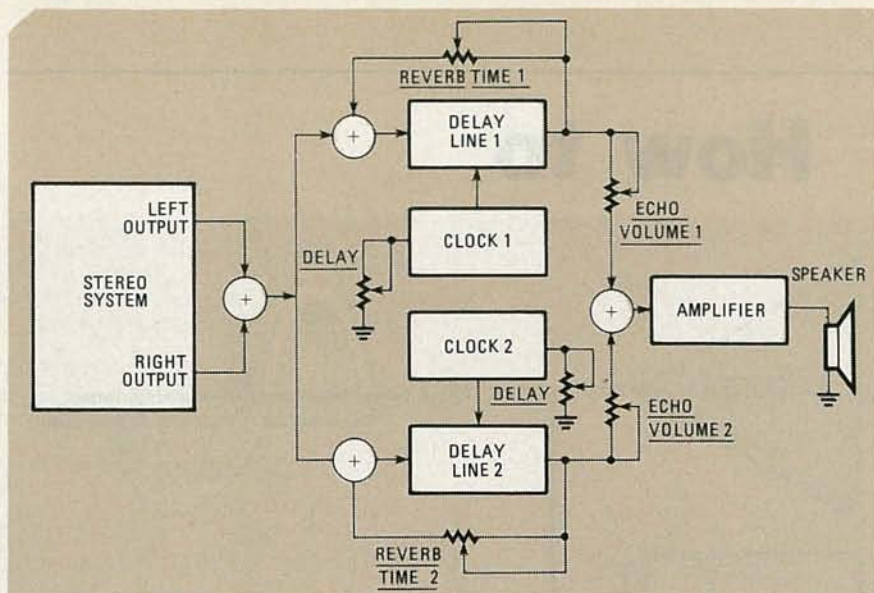 REVERB TIME 1
DELAY
LINE 1
LEFT
OUTPUT
STEREO
SYSTEM
RIGHT
OUTPUT
+
+
DELAY
CLOCK 1
ECHO
VOLUME 1
+
AMPLIFIER
SPEAKER
CLOCK 2
DELAY
ECHO
VOLUME 2
+
DELAY
LINE 2
REVERB
TIME 2